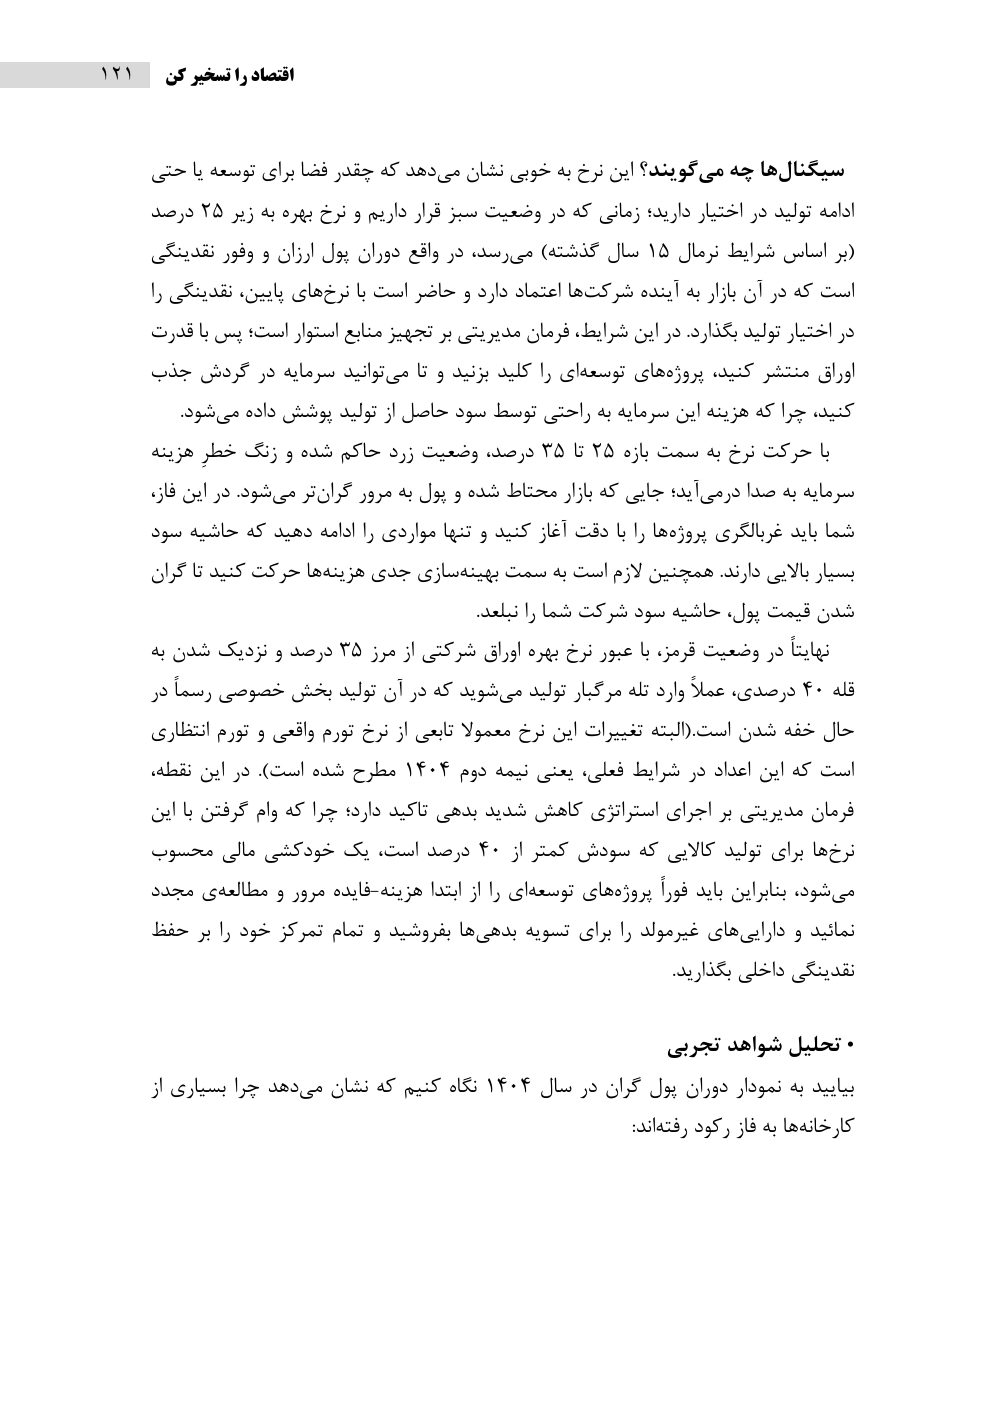 اقتصاد را تسخیر کن ۱۲۱
سیگنال‌ها چه می‌گویند؟ این نرخ به خوبی نشان می‌دهد که چقدر فضا برای توسعه یا حتی
ادامه تولید در اختیار دارید؛ زمانی که در وضعیت سبز قرار داریم و نرخ بهره به زیر ۲۵ درصد
(بر اساس شرایط نرمال ۱۵ سال گذشته) می‌رسد، در واقع دوران پول ارزان و وفور نقدینگی
است که در آن بازار به آینده شرکت‌ها اعتماد دارد و حاضر است با نرخ‌های پایین، نقدینگی را
در اختیار تولید بگذارد. در این شرایط، فرمان مدیریتی بر تجهیز منابع استوار است؛ پس با قدرت
اوراق منتشر کنید، پروژه‌های توسعه‌ای را کلید بزنید و تا می‌توانید سرمایه در گردش جذب
کنید، چرا که هزینه این سرمایه به راحتی توسط سود حاصل از تولید پوشش داده می‌شود.
با حرکت نرخ به سمت بازه ۲۵ تا ۳۵ درصد، وضعیت زرد حاکم شده و زنگ خطرِ هزینه
سرمایه به صدا درمی‌آید؛ جایی که بازار محتاط شده و پول به مرور گران‌تر می‌شود. در این فاز،
شما باید غربالگری پروژه‌ها را با دقت آغاز کنید و تنها مواردی را ادامه دهید که حاشیه سود
بسیار بالایی دارند. همچنین لازم است به سمت بهینه‌سازی جدی هزینه‌ها حرکت کنید تا گران
شدن قیمت پول، حاشیه سود شرکت شما را نبلعد.
نهایتاً در وضعیت قرمز، با عبور نرخ بهره اوراق شرکتی از مرز ۳۵ درصد و نزدیک شدن به
قله ۴۰ درصدی، عملاً وارد تله مرگبار تولید می‌شوید که در آن تولید بخش خصوصی رسماً در
حال خفه شدن است.(البته تغییرات این نرخ معمولا تابعی از نرخ تورم واقعی و تورم انتظاری
است که این اعداد در شرایط فعلی، یعنی نیمه دوم ۱۴۰۴ مطرح شده است). در این نقطه،
فرمان مدیریتی بر اجرای استراتژی کاهش شدید بدهی تاکید دارد؛ چرا که وام گرفتن با این
نرخ‌ها برای تولید کالایی که سودش کمتر از ۴۰ درصد است، یک خودکشی مالی محسوب
می‌شود، بنابراین باید فوراً پروژه‌های توسعه‌ای را از ابتدا هزینه-فایده مرور و مطالعه‌ی مجدد
نمائید و دارایی‌های غیرمولد را برای تسویه بدهی‌ها بفروشید و تمام تمرکز خود را بر حفظ
نقدینگی داخلی بگذارید.
• تحلیل شواهد تجربی
بیایید به نمودار دوران پول گران در سال ۱۴۰۴ نگاه کنیم که نشان می‌دهد چرا بسیاری از
کارخانه‌ها به فاز رکود رفته‌اند: